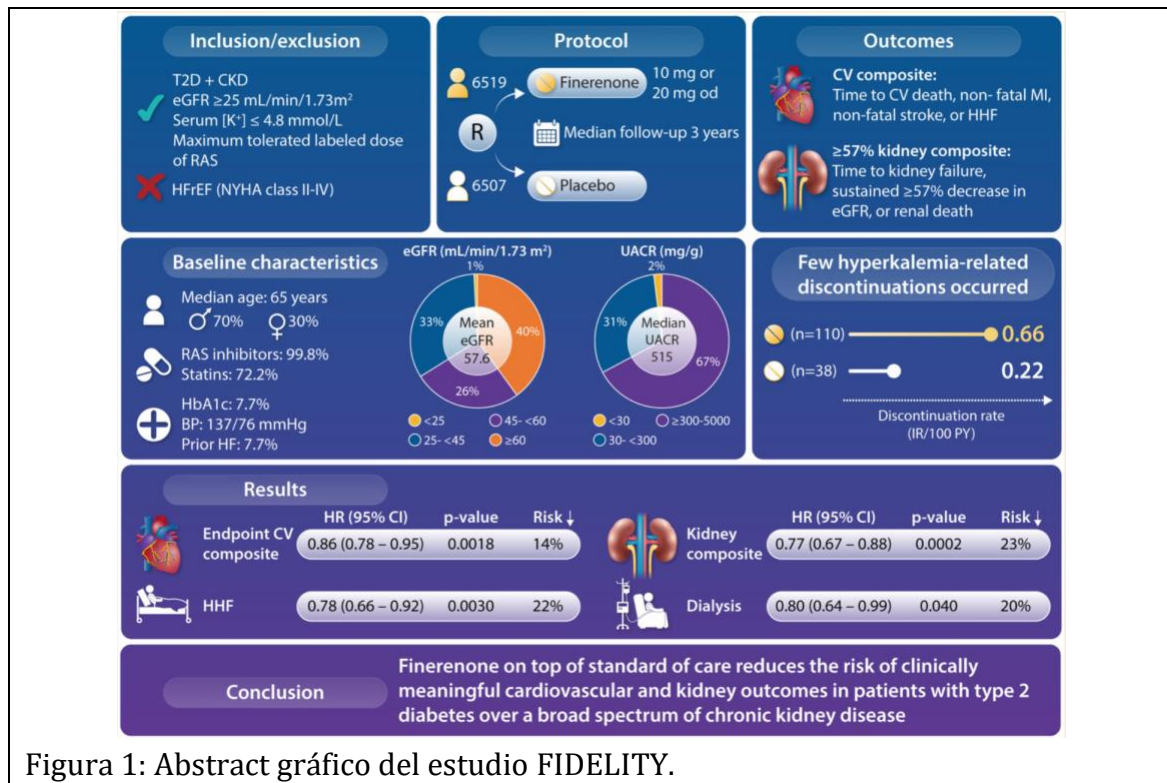 Inclusion/exclusion
T2D + CKD
eGFR ≥25 mL/min/1.73m²
Serum [K⁺] ≤ 4.8 mmol/L
Maximum tolerated labeled dose
of RAS
HFrEF (NYHA class II-IV)
Protocol
6519
Finerenone
10 mg or
20 mg od
R
Median follow-up 3 years
6507
Placebo
Outcomes
CV composite:
Time to CV death, non- fatal MI,
non-fatal stroke, or HHF
≥57% kidney composite:
Time to kidney failure,
sustained ≥57% decrease in
eGFR, or renal death
Baseline characteristics
Median age: 65 years
♂70% ♀30%
RAS inhibitors: 99.8%
Statins: 72.2%
HbA1c: 7.7%
BP: 137/76 mmHg
Prior HF: 7.7%
eGFR (mL/min/1.73 m²)
1%
33%
40%
26%
Mean
eGFR
57.6
<25 45- <60
25- <45 ≥60
UACR (mg/g)
2%
31%
67%
Median
UACR
515
<30 ≥300-5000
30- <300
Few hyperkalemia-related
discontinuations occurred
(n=110) 0.66
(n=38) 0.22
Discontinuation rate
(IR/100 PY)
Results
HR (95% CI) p-value Risk ↓
Endpoint CV
composite
0.86 (0.78 – 0.95) 0.0018 14%
HHF 0.78 (0.66 – 0.92) 0.0030 22%
HR (95% CI) p-value Risk ↓
Kidney
composite
0.77 (0.67 – 0.88) 0.0002 23%
Dialysis 0.80 (0.64 – 0.99) 0.040 20%
Conclusion
Finerenone on top of standard of care reduces the risk of clinically
meaningful cardiovascular and kidney outcomes in patients with type 2
diabetes over a broad spectrum of chronic kidney disease
Figura 1: Abstract gráfico del estudio FIDELITY.